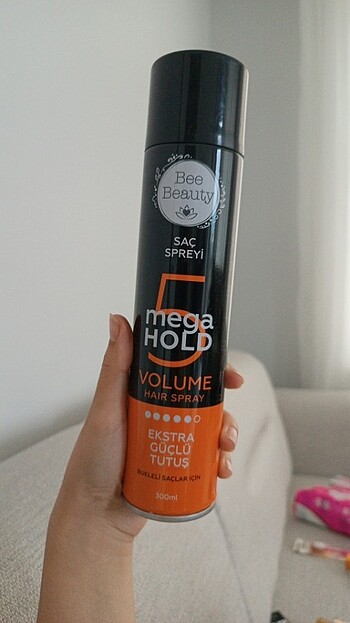 Bee
Beauty
SAÇ
SPREYİ
5
mega
HOLD
VOLUME
HAIR SPRAY
EKSTRA
GÜÇLÜ
TUTUŞ
BUKLELİ SAÇLAR İÇİN
300ml